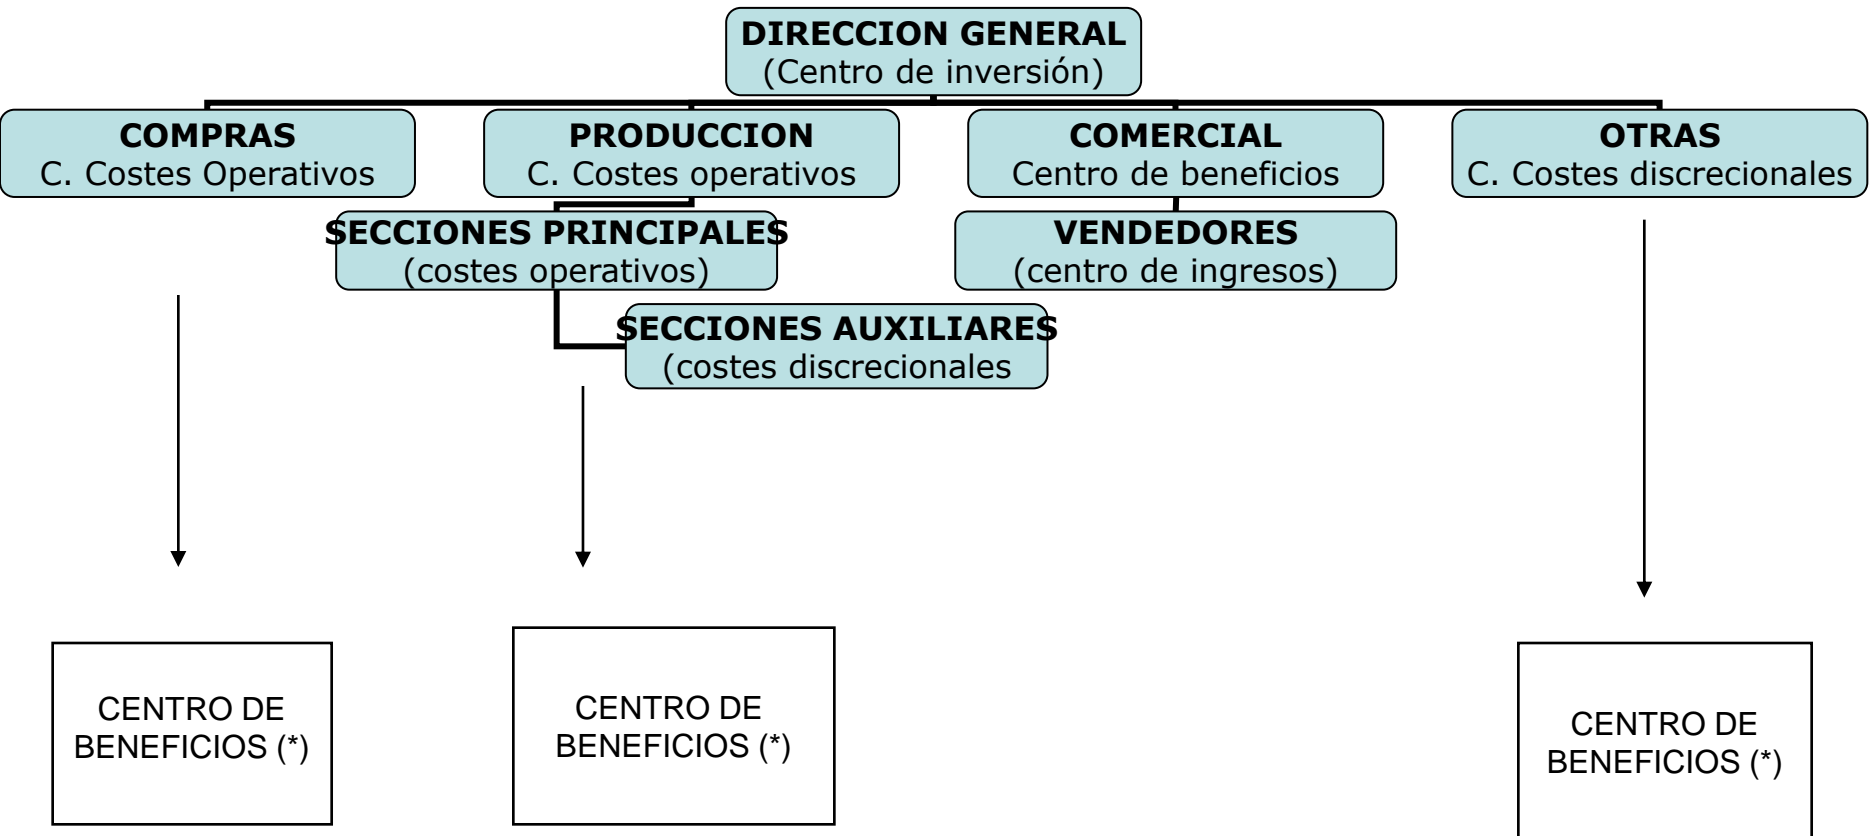 DIRECCION GENERAL
(Centro de inversión)
COMPRAS
C. Costes Operativos
PRODUCCION
C. Costes operativos
COMERCIAL
Centro de beneficios
OTRAS
C. Costes discrecionales
SECCIONES PRINCIPALES
(costes operativos)
VENDEDORES
(centro de ingresos)
SECCIONES AUXILIARES
(costes discrecionales
CENTRO DE
BENEFICIOS (*)
CENTRO DE
BENEFICIOS (*)
CENTRO DE
BENEFICIOS (*)